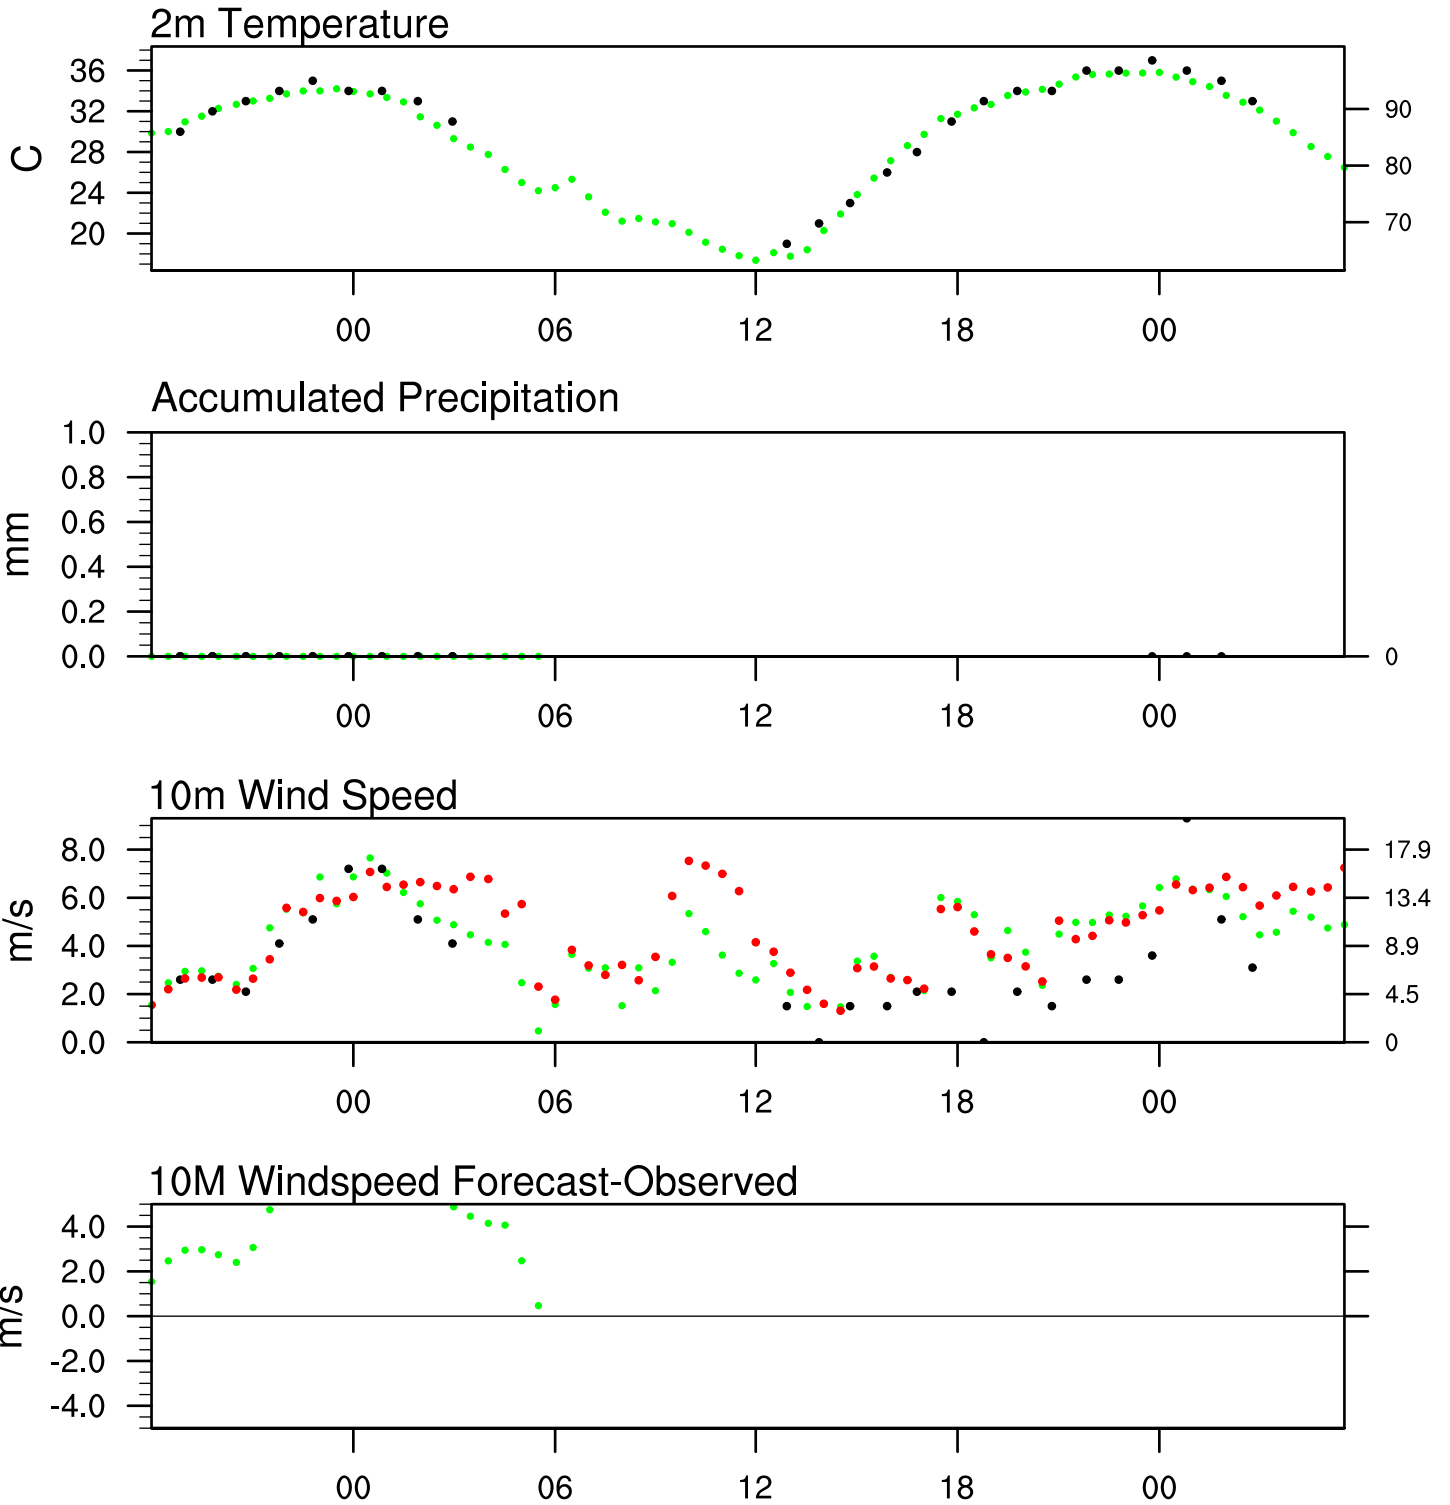 2m Temperature
36
32
28
24
20
C
90
80
70
00 06 12 18 00
Accumulated Precipitation
1.0
0.8
0.6
0.4
0.2
0.0
mm
0
00 06 12 18 00
10m Wind Speed
8.0
6.0
4.0
2.0
0.0
m/s
17.9
13.4
8.9
4.5
0
00 06 12 18 00
10M Windspeed Forecast-Observed
4.0
2.0
0.0
-2.0
-4.0
m/s
00 06 12 18 00